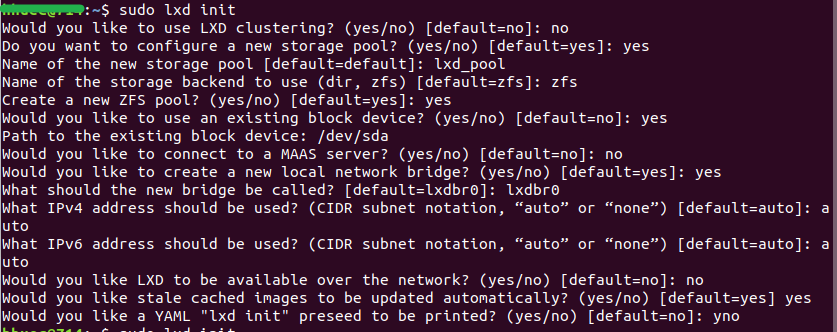 :~$ sudo lxd init
Would you like to use LXD clustering? (yes/no) [default=no]: no
Do you want to configure a new storage pool? (yes/no) [default=yes]: yes
Name of the new storage pool [default=default]: lxd_pool
Name of the storage backend to use (dir, zfs) [default=zfs]: zfs
Create a new ZFS pool? (yes/no) [default=yes]: yes
Would you like to use an existing block device? (yes/no) [default=no]: yes
Path to the existing block device: /dev/sda
Would you like to connect to a MAAS server? (yes/no) [default=no]: no
Would you like to create a new local network bridge? (yes/no) [default=yes]: yes
What should the new bridge be called? [default=lxdbr0]: lxdbr0
What IPv4 address should be used? (CIDR subnet notation, “auto” or “none”) [default=auto]: a
uto
What IPv6 address should be used? (CIDR subnet notation, “auto” or “none”) [default=auto]: a
uto
Would you like LXD to be available over the network? (yes/no) [default=no]: no
Would you like stale cached images to be updated automatically? (yes/no) [default=yes] yes
Would you like a YAML "lxd init" preseed to be printed? (yes/no) [default=no]: yno
sudo lxd init